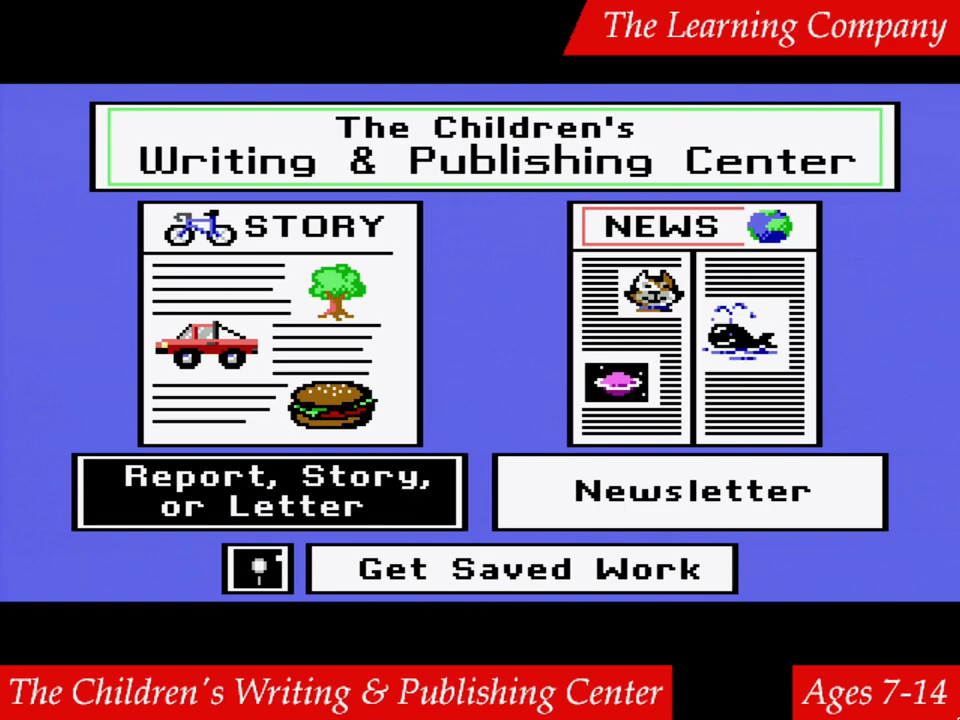 The Learning Company
The Children's
Writing & Publishing Center
STORY
NEWS
Report, Story,
or Letter
Newsletter
Get Saved Work
The Children's Writing & Publishing Center
Ages 7-14